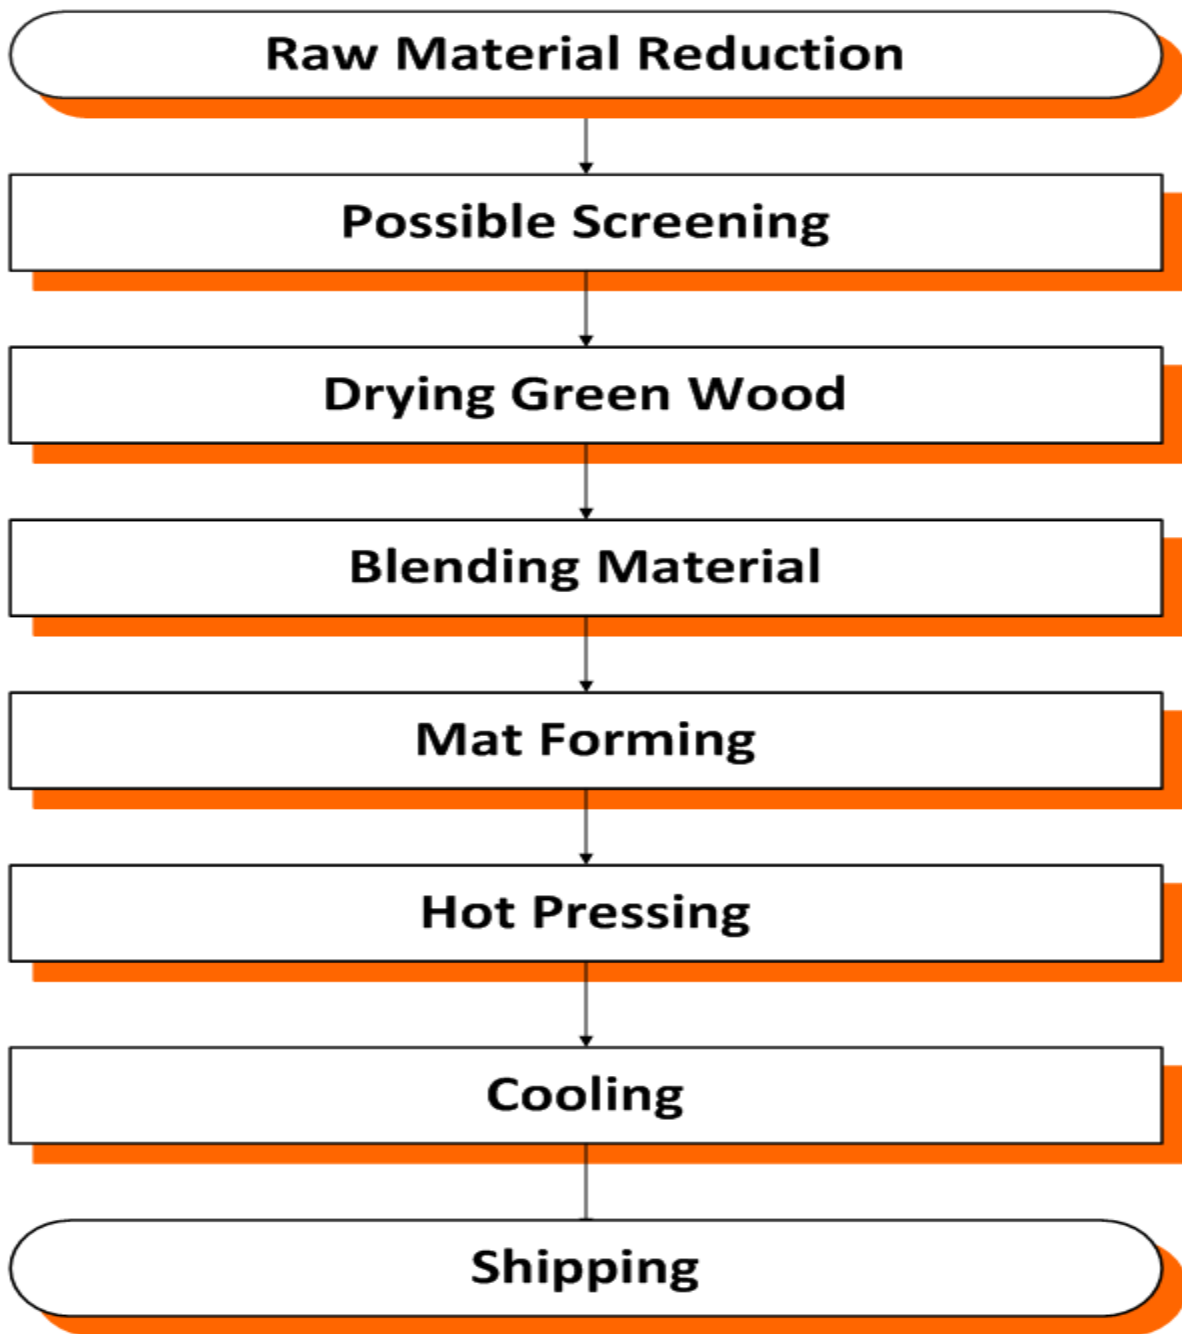 Raw Material Reduction
Possible Screening
Drying Green Wood
Blending Material
Mat Forming
Hot Pressing
Cooling
Shipping